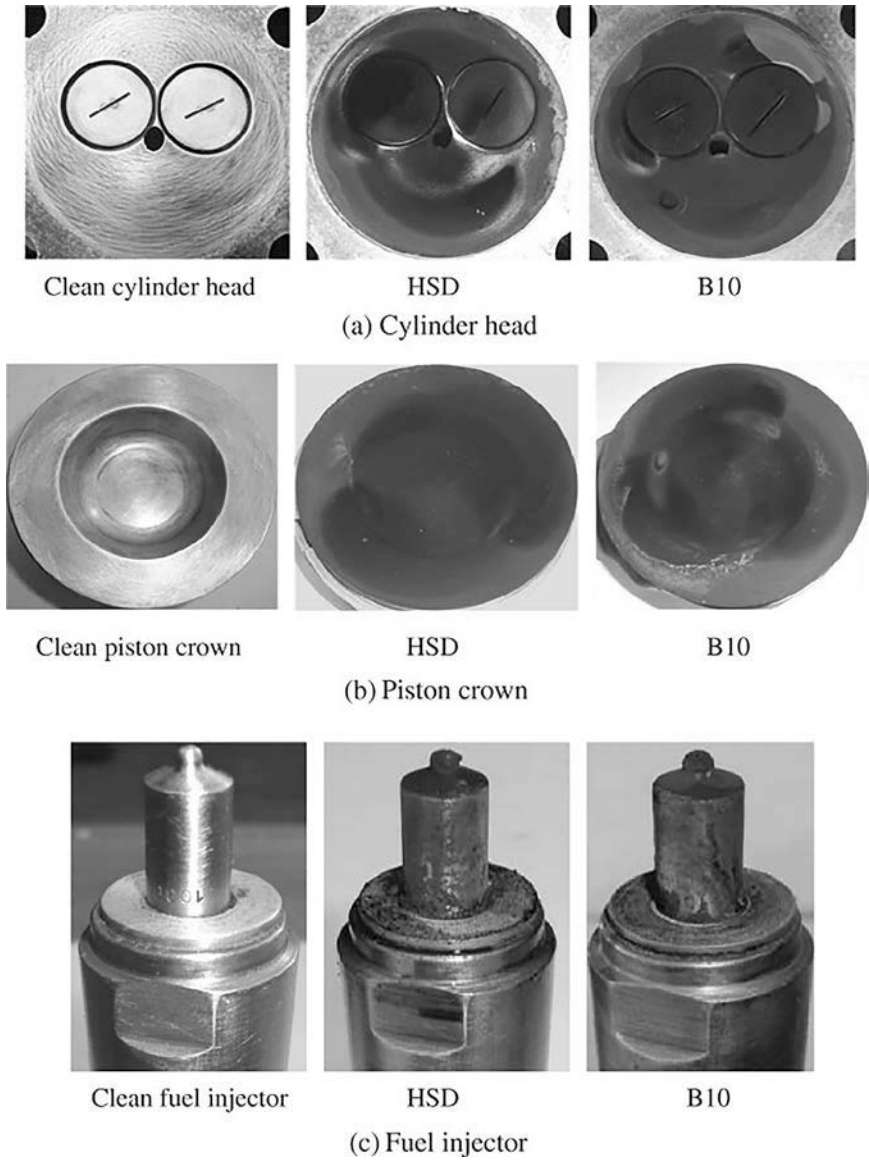 Clean cylinder head
HSD
B10
(a) Cylinder head
Clean piston crown
HSD
B10
(b) Piston crown
Clean fuel injector
HSD
B10
(c) Fuel injector